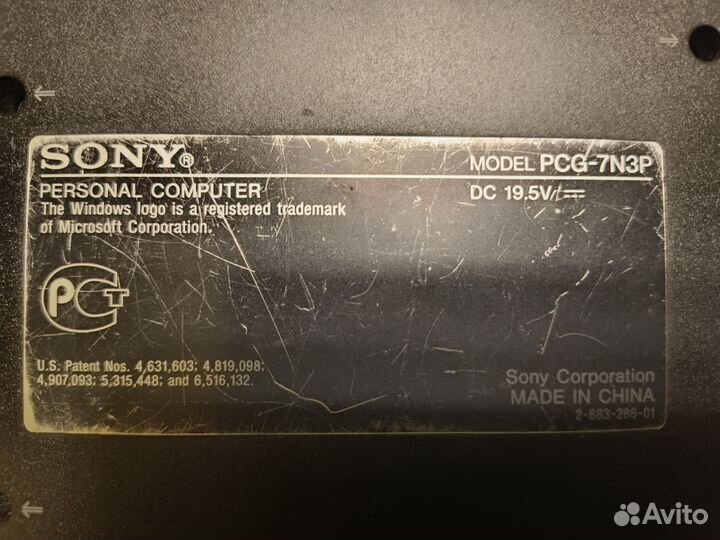 SONY®
MODEL PCG-7N3P
PERSONAL COMPUTER
DC 19.5V
The Windows logo is a registered trademark
of Microsoft Corporation.
РСТ
U.S. Patent Nos. 4,631,603; 4,819,098;
4,907,093; 5,315,448; and 6,516,132.
Sony Corporation
MADE IN CHINA
2-683-286-01
Avito